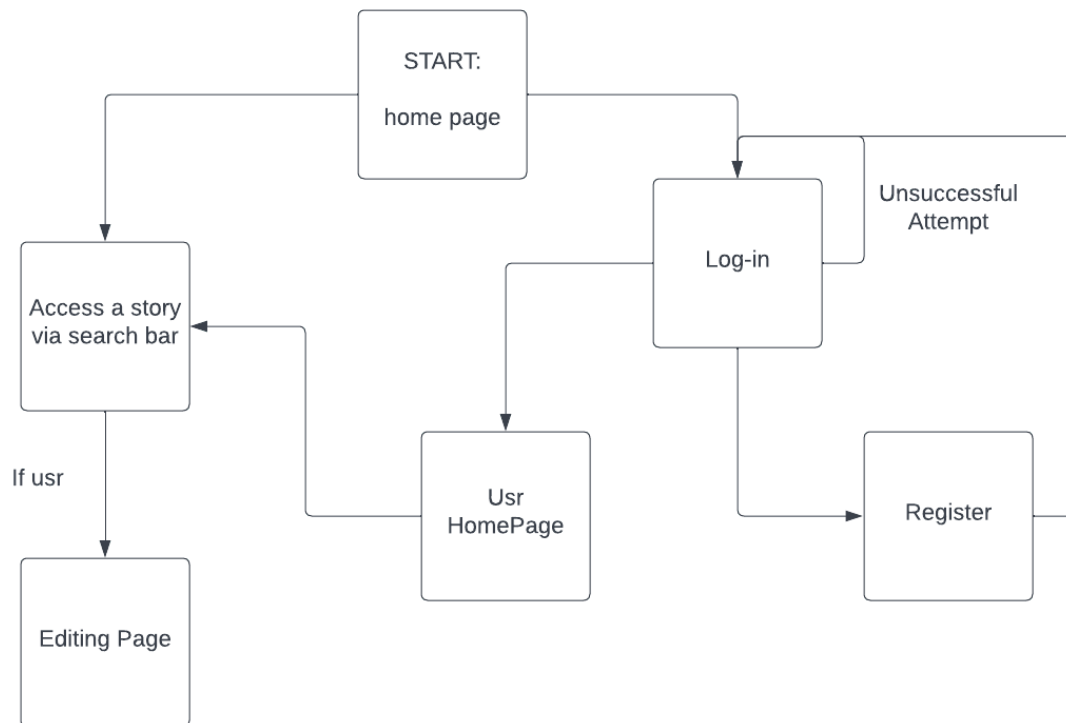 START:
home page
Unsuccessful
Attempt
Log-in
Access a story
via search bar
If usr
Usr
HomePage
Register
Editing Page